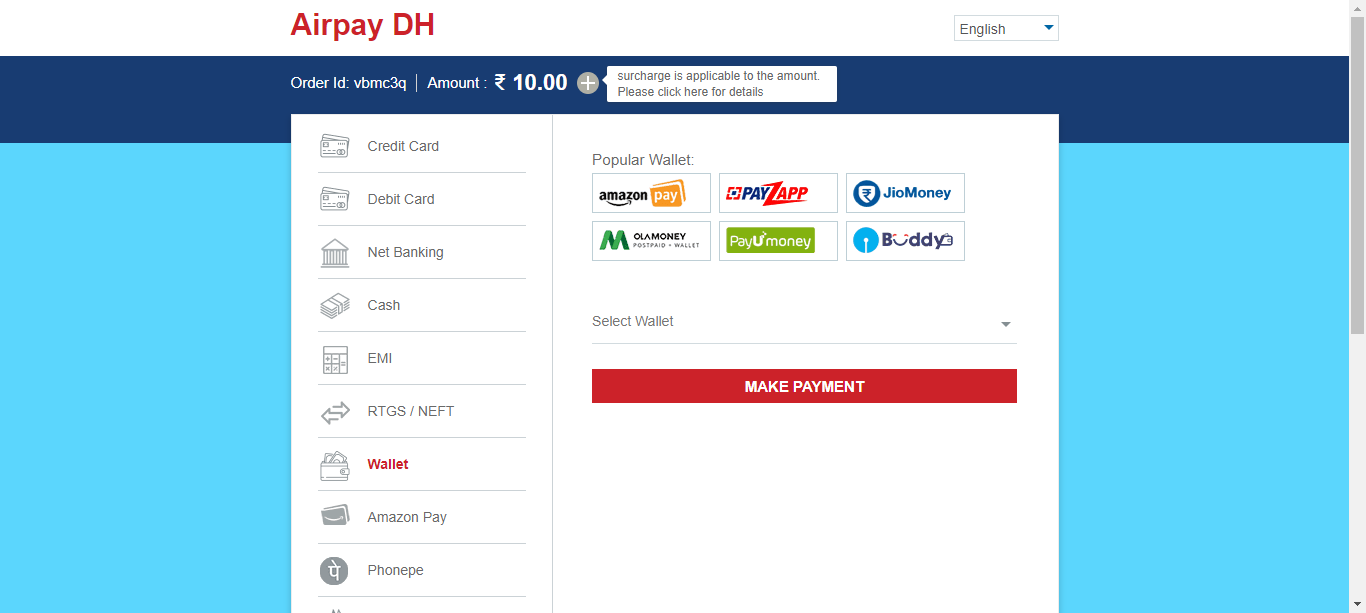 Airpay DH
English
Order Id: vbmc3q
Amount : ₹ 10.00
surcharge is applicable to the amount.
Please click here for details
Credit Card
Debit Card
Net Banking
Cash
EMI
RTGS / NEFT
Wallet
Amazon Pay
Phonepe
Popular Wallet:
amazon pay
PAYZAPP
JioMoney
OLAMONEY
POSTPAID + WALLET
PayUmoney
Buddy
Select Wallet
MAKE PAYMENT